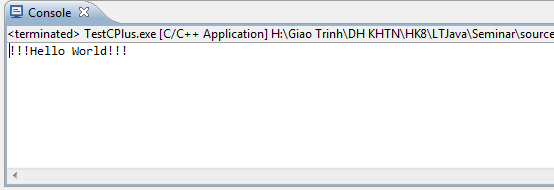 Console
<terminated> TestCPlus.exe [C/C++ Application] H:\Giao Trinh\DH KHTN\HK8\LTJava\Seminar\source
!!!Hello World!!!